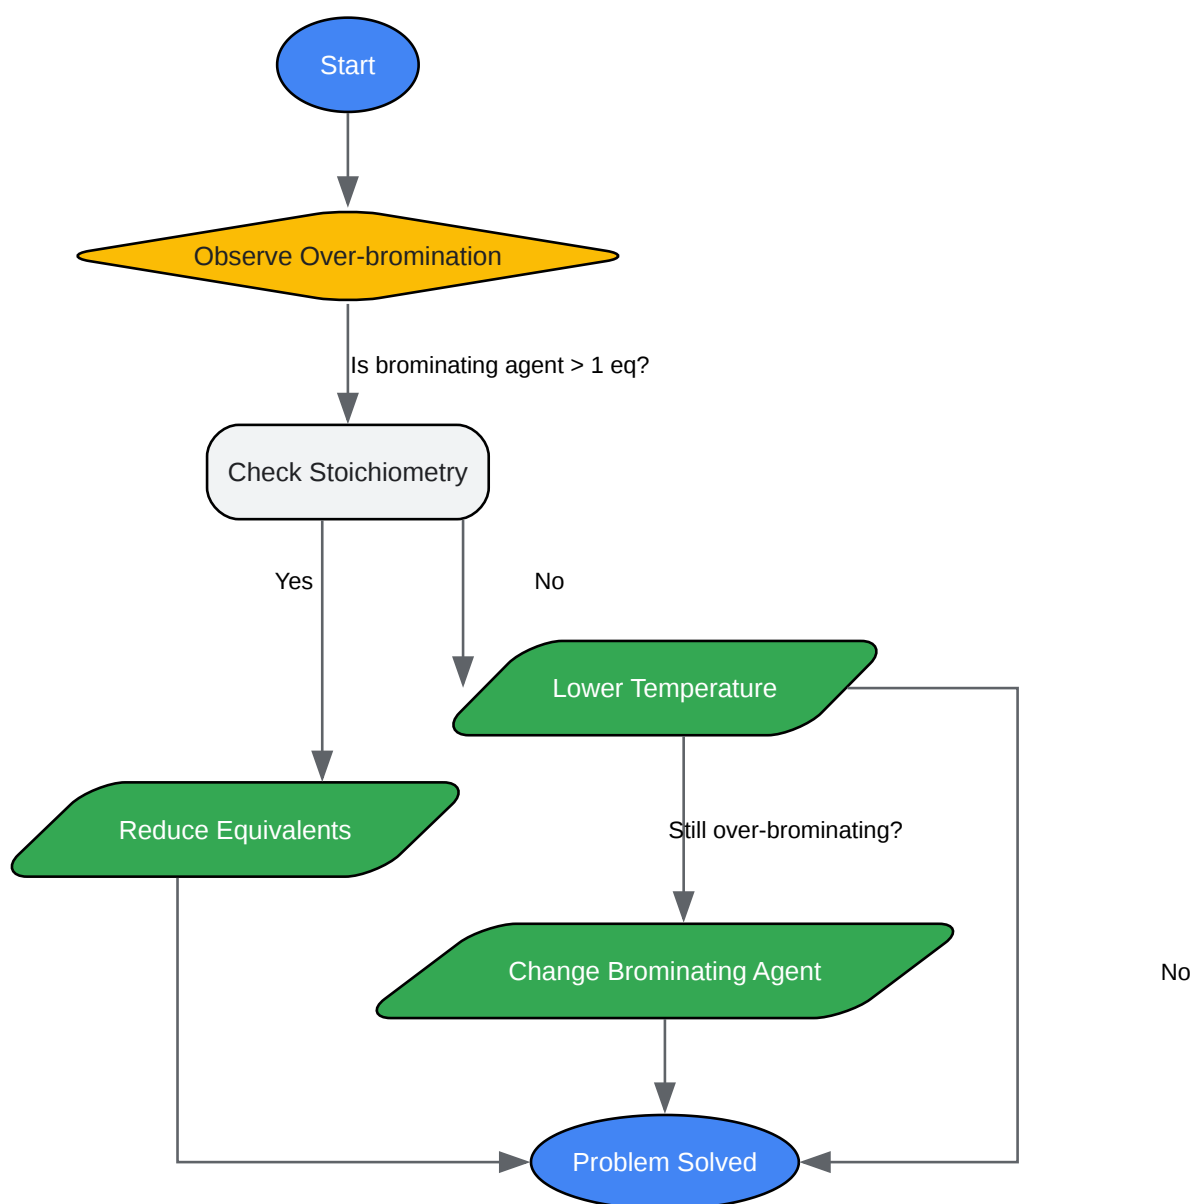 Start
Observe Over-bromination
Is brominating agent > 1 eq?
Check Stoichiometry
Yes
No
Lower Temperature
Reduce Equivalents
Still over-brominating?
Change Brominating Agent
No
Problem Solved